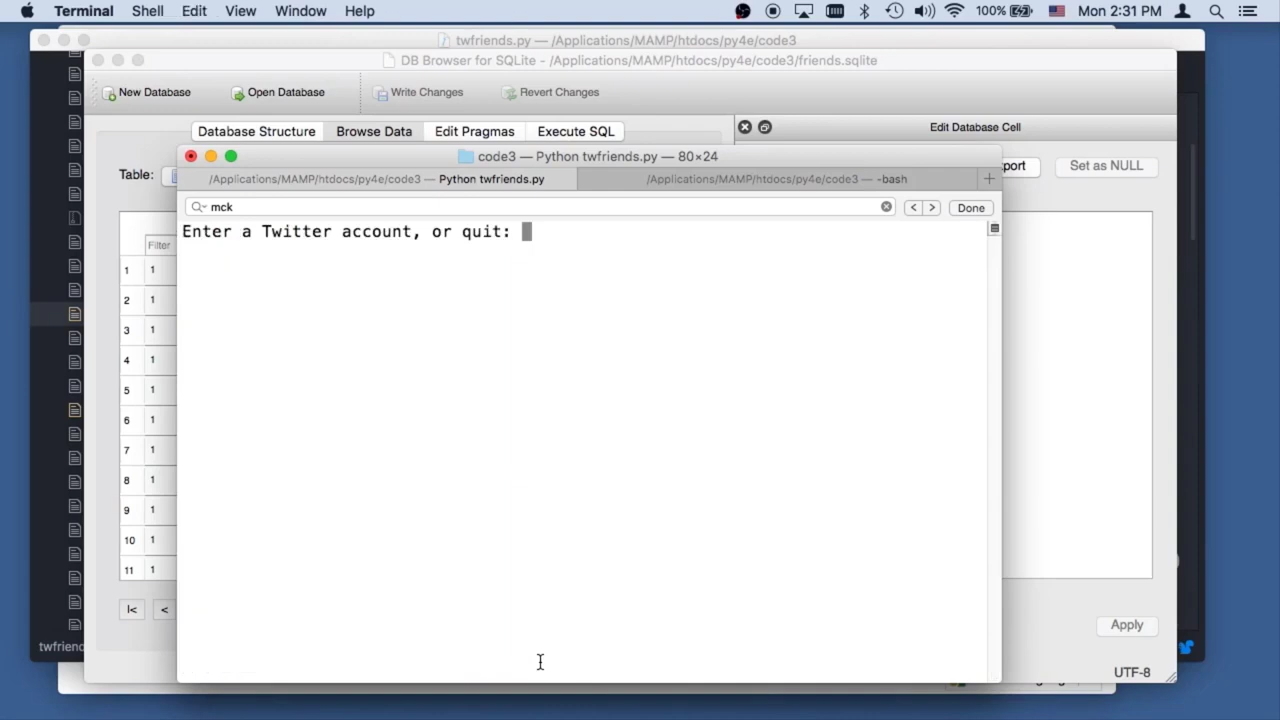 Terminal Shell Edit View Window Help 100% Mon 2:31 PM
twfriends.py — /Applications/MAMP/htdocs/py4e/code3
DB Browser for SQLite - /Applications/MAMP/htdocs/py4e/code3/friends.sqlite
New Database Open Database Write Changes Revert Changes
Database Structure Browse Data Edit Pragmas Execute SQL Edit Database Cell
code3 — Python twfriends.py — 80×24
Table: port Set as NULL
/Applications/MAMP/htdocs/py4e/code3 — Python twfriends.py /Applications/MAMP/htdocs/py4e/code3 — -bash
mck < > Done
Enter a Twitter account, or quit:
Filter
1 1
2 1
3 1
4 1
5 1
6 1
7 1
8 1
9 1
10 1
11 1
|< <
Apply
twfriend
UTF-8